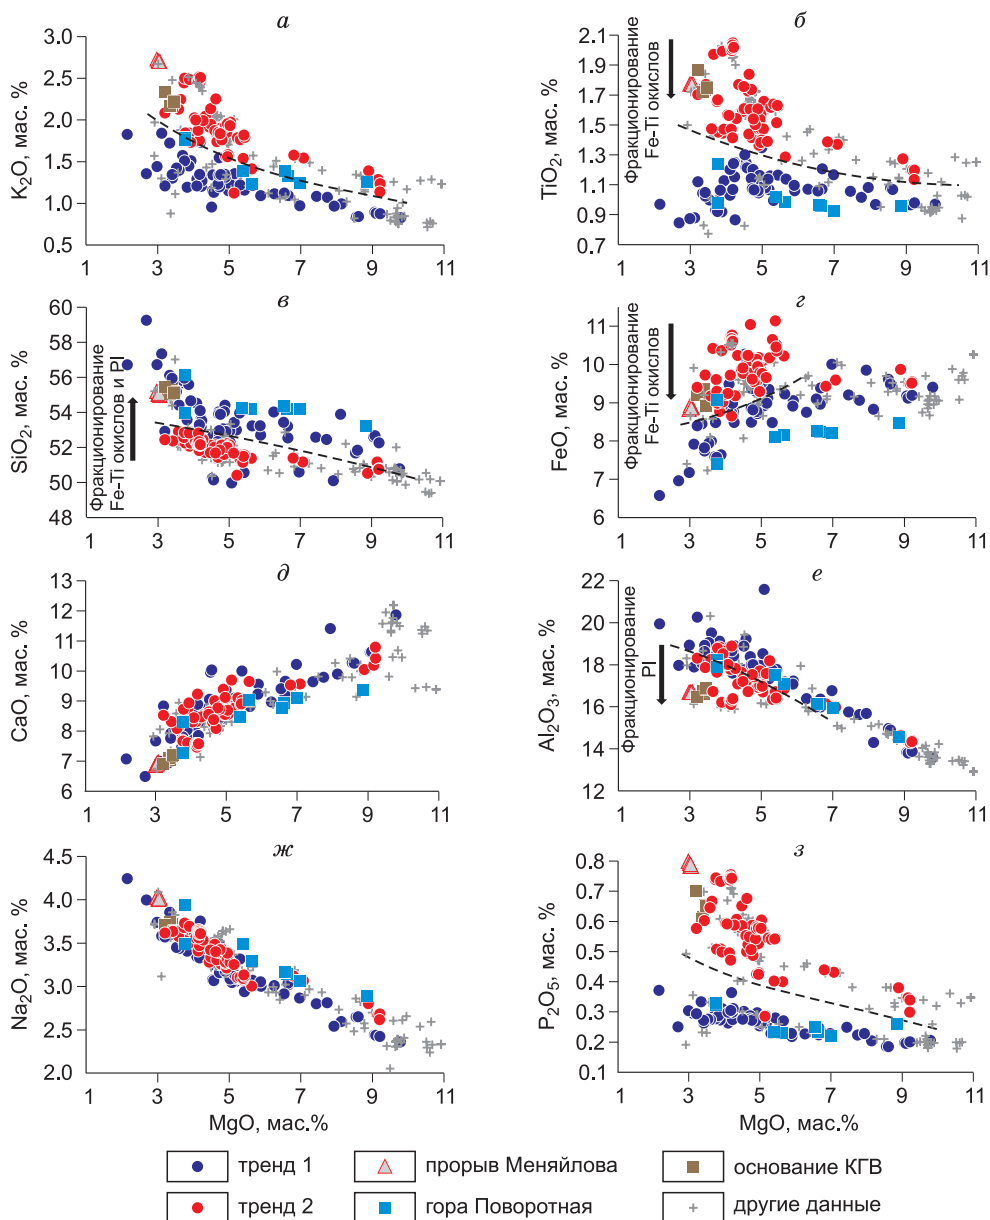 а
3.0
2.5
2.0
1.5
1.0
0.5
K2O, мас. %
1 3 5 7 9 11
б
2.1
1.9
1.7
1.5
1.3
1.1
0.9
0.7
TiO2, мас. %
Фракционирование
Fe-Ti окислов
1 3 5 7 9 11
в
60
58
56
54
52
50
48
SiO2, мас. %
Фракционирование
Fe-Ti окислов и Pl
1 3 5 7 9 11
г
11
10
9
8
7
6
FeO, мас. %
Фракционирование
Fe-Ti окислов
1 3 5 7 9 11
д
13
12
11
10
9
8
7
6
CaO, мас. %
1 3 5 7 9 11
е
22
20
18
16
14
12
Al2O3, мас. %
Фракционирование
Pl
1 3 5 7 9 11
ж
4.5
4.0
3.5
3.0
2.5
2.0
Na2O, мас. %
1 3 5 7 9 11
MgO, мас.%
з
0.8
0.7
0.6
0.5
0.4
0.3
0.2
0.1
P2O5, мас. %
1 3 5 7 9 11
MgO, мас.%
тренд 1
прорыв Меняйлова
основание КГВ
тренд 2
гора Поворотная
другие данные